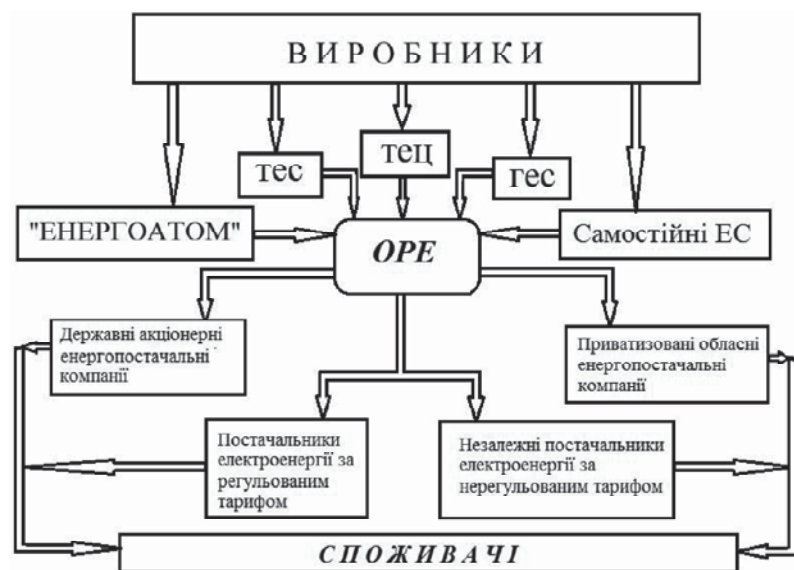 ВИРОБНИКИ
тес
тец
гес
"ЕНЕРГОАТОМ"
ОРЕ
Самостійні ЕС
Державні акціонерні
енергопостачальні
компанії
Приватизовані обласні
енергопостачальні
компанії
Постачальники
електроенергії за
регульованим
тарифом
Незалежні постачальники
електроенергії за
нерегульованим тарифом
СПОЖИВАЧІ